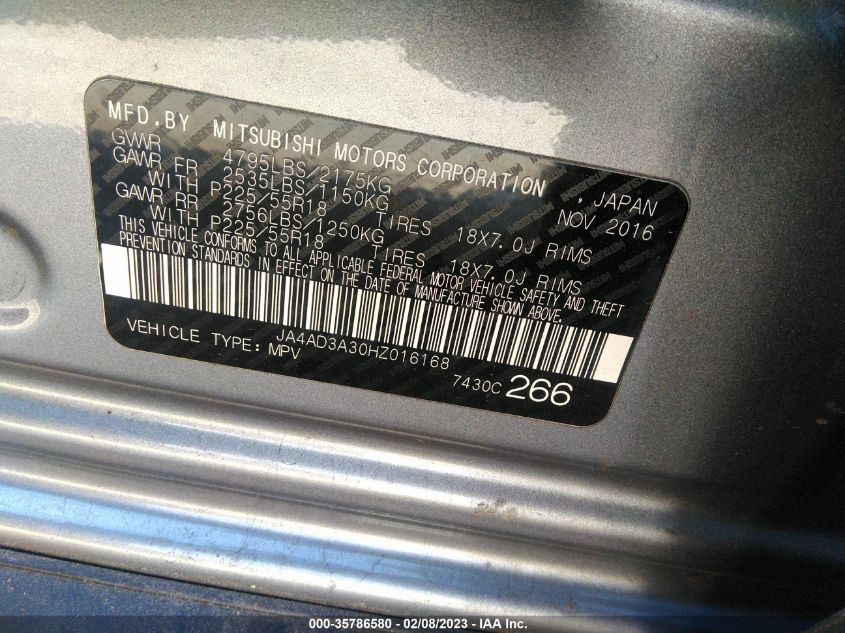 MFD.BY MITSUBISHI MOTORS CORPORATION , JAPAN
GVWR 4795LBS/2175KG NOV 2016
GAWR FR 2535LBS/1150KG
WITH P225/55R18 TIRES 18X7.0J RIMS
GAWR RR 2756LBS/1250KG
WITH P225/55R18 TIRES 18X7.0J RIMS
THIS VEHICLE CONFORMS TO ALL APPLICABLE FEDERAL MOTOR VEHICLE SAFETY AND THEFT
PREVENTION STANDARDS IN EFFECT ON THE DATE OF MANUFACTURE SHOWN ABOVE.
JA4AD3A30HZ016168
VEHICLE TYPE: MPV
7430C 266
000-35786580 - 02/08/2023 - IAA Inc.